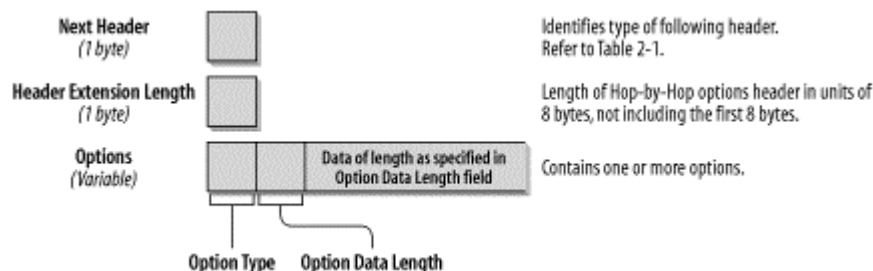 Next Header
(1 byte)
Identifies type of following header.
Refer to Table 2-1.
Header Extension Length
(1 byte)
Length of Hop-by-Hop options header in units of
8 bytes, not including the first 8 bytes.
Options
(Variable)
Data of length as specified in
Option Data Length field
Contains one or more options.
Option Type
Option Data Length